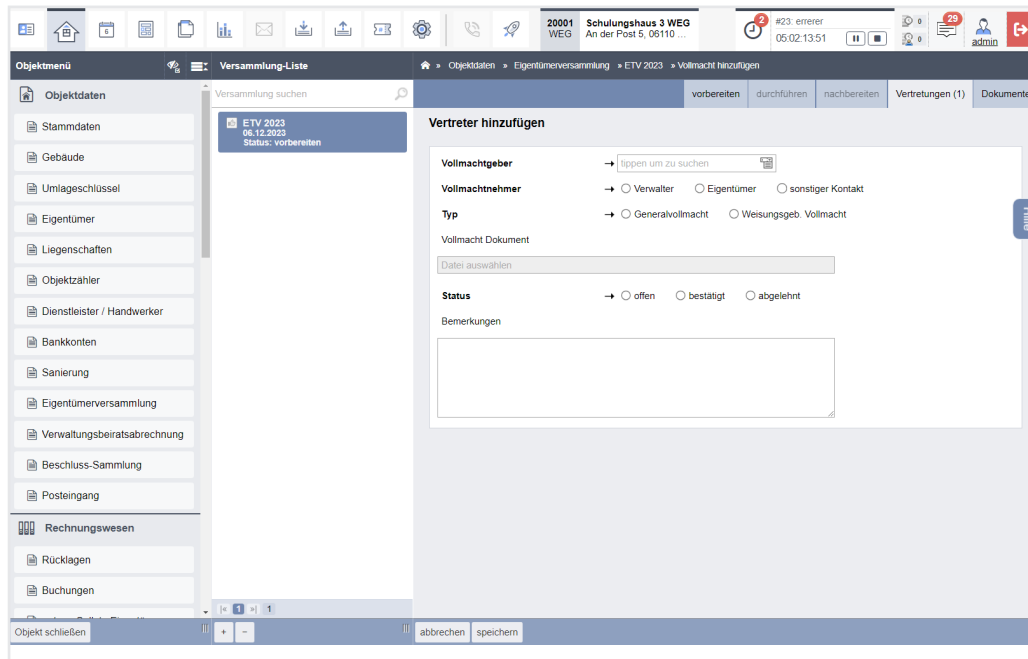 6
20001
WEG
Schulungshaus 3 WEG
An der Post 5, 06110 ...
2
#23: errerer
05:02:13:51
0
0
29
admin
Objektmenü
Versammlung-Liste
» Objektdaten » Eigentümerversammlung » ETV 2023 » Vollmacht hinzufügen
Objektdaten
Versammlung suchen
vorbereiten
durchführen
nachbereiten
Vertretungen (1)
Dokumente
Stammdaten
Gebäude
Umlageschlüssel
Eigentümer
Liegenschaften
Objektzähler
Dienstleister / Handwerker
Bankkonten
Sanierung
Eigentümerversammlung
Verwaltungsbeiratsabrechnung
Beschluss-Sammlung
Posteingang
Rechnungswesen
Rücklagen
Buchungen
ETV 2023
06.12.2023
Status: vorbereiten
Vertreter hinzufügen
Vollmachtgeber → tippen um zu suchen
Vollmachtnehmer → Verwalter Eigentümer sonstiger Kontakt
Typ → Generalvollmacht Weisungsgeb. Vollmacht
Vollmacht Dokument
Datei auswählen
Status → offen bestätigt abgelehnt
Bemerkungen
|« 1 »| 1
Objekt schließen
+ -
abbrechen speichern